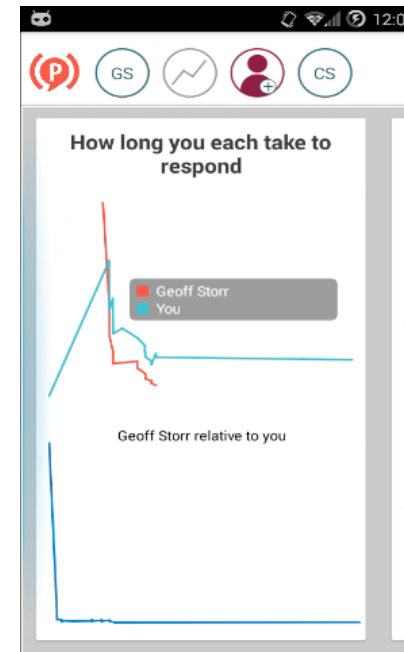 12:0
P
GS
CS
How long you each take to
respond
Geoff Storr
You
Geoff Storr relative to you